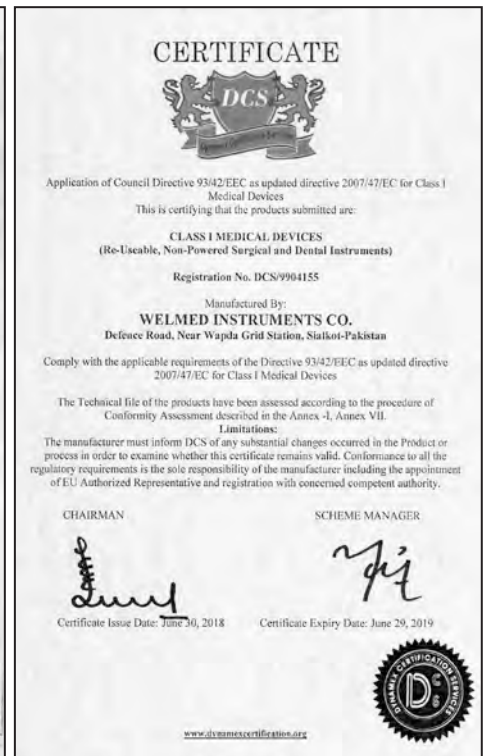 CERTIFICATE
DCS
Application of Council Directive 93/42/EEC as updated directive 2007/47/EC for Class I
Medical Devices
This is certifying that the products submitted are:
CLASS I MEDICAL DEVICES
(Re-Useable, Non-Powered Surgical and Dental Instruments)
Registration No. DCS/9904155
Manufactured By:
WELMED INSTRUMENTS CO.
Defence Road, Near Wapda Grid Station, Sialkot-Pakistan
Comply with the applicable requirements of the Directive 93/42/EEC as updated directive
2007/47/EC for Class I Medical Devices
The Technical file of the products have been assessed according to the procedure of
Conformity Assessment described in the Annex -I, Annex VII.
Limitations:
The manufacturer must inform DCS of any substantial changes occurred in the Product or
process in order to examine whether this certificate remains valid. Conformance to all the
regulatory requirements is the sole responsibility of the manufacturer including the appointment
of EU Authorized Representative and registration with concerned competent authority.
CHAIRMAN
SCHEME MANAGER
Certificate Issue Date: June 30, 2018
Certificate Expiry Date: June 29, 2019
DYNAMEX CERTIFICATION SERVICES
DCS
www.dynamexcertification.org